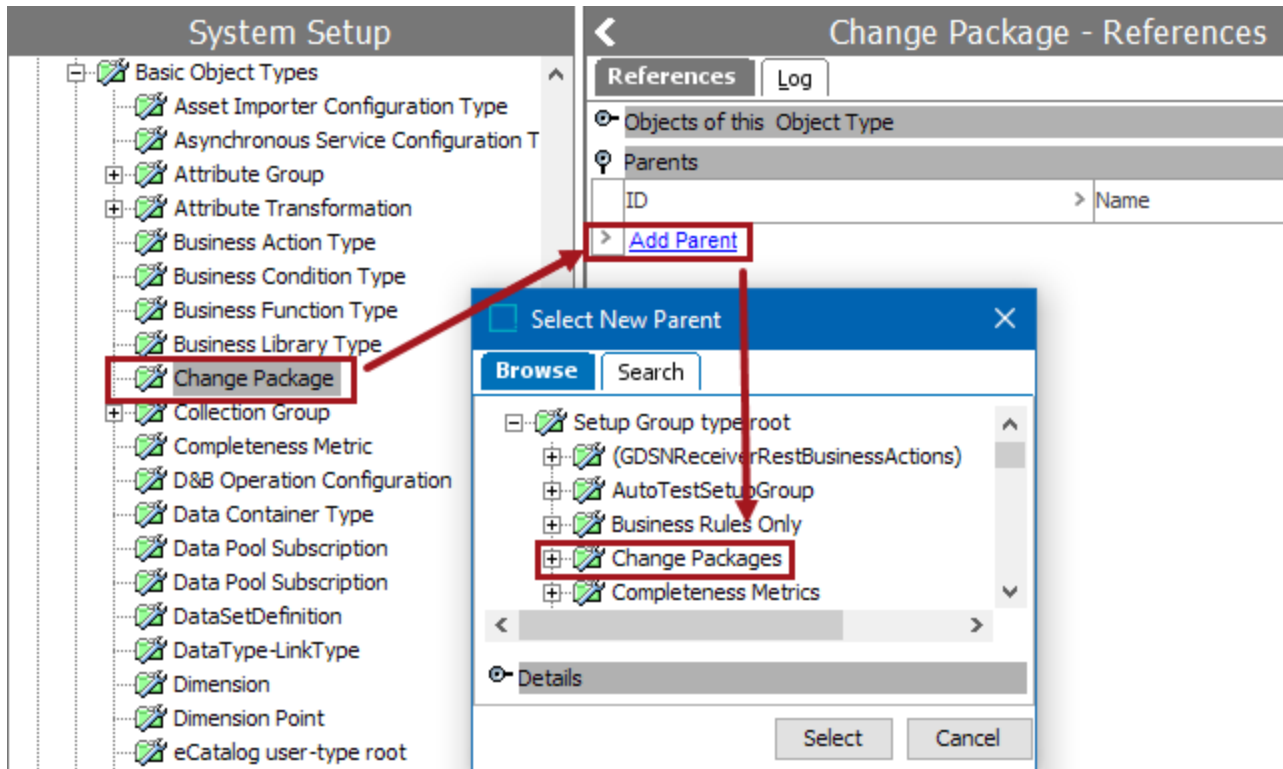 System Setup
Basic Object Types
Asset Importer Configuration Type
Asynchronous Service Configuration T
Attribute Group
Attribute Transformation
Business Action Type
Business Condition Type
Business Function Type
Business Library Type
Change Package
Collection Group
Completeness Metric
D&B Operation Configuration
Data Container Type
Data Pool Subscription
Data Pool Subscription
DataSetDefinition
DataType-LinkType
Dimension
Dimension Point
eCatalog user-type root
Change Package - References
References Log
Objects of this Object Type
Parents
ID > Name
> Add Parent
Select New Parent
Browse Search
Setup Group type root
(GDSNReceiverRestBusinessActions)
AutoTestSetupGroup
Business Rules Only
Change Packages
Completeness Metrics
Details
Select Cancel